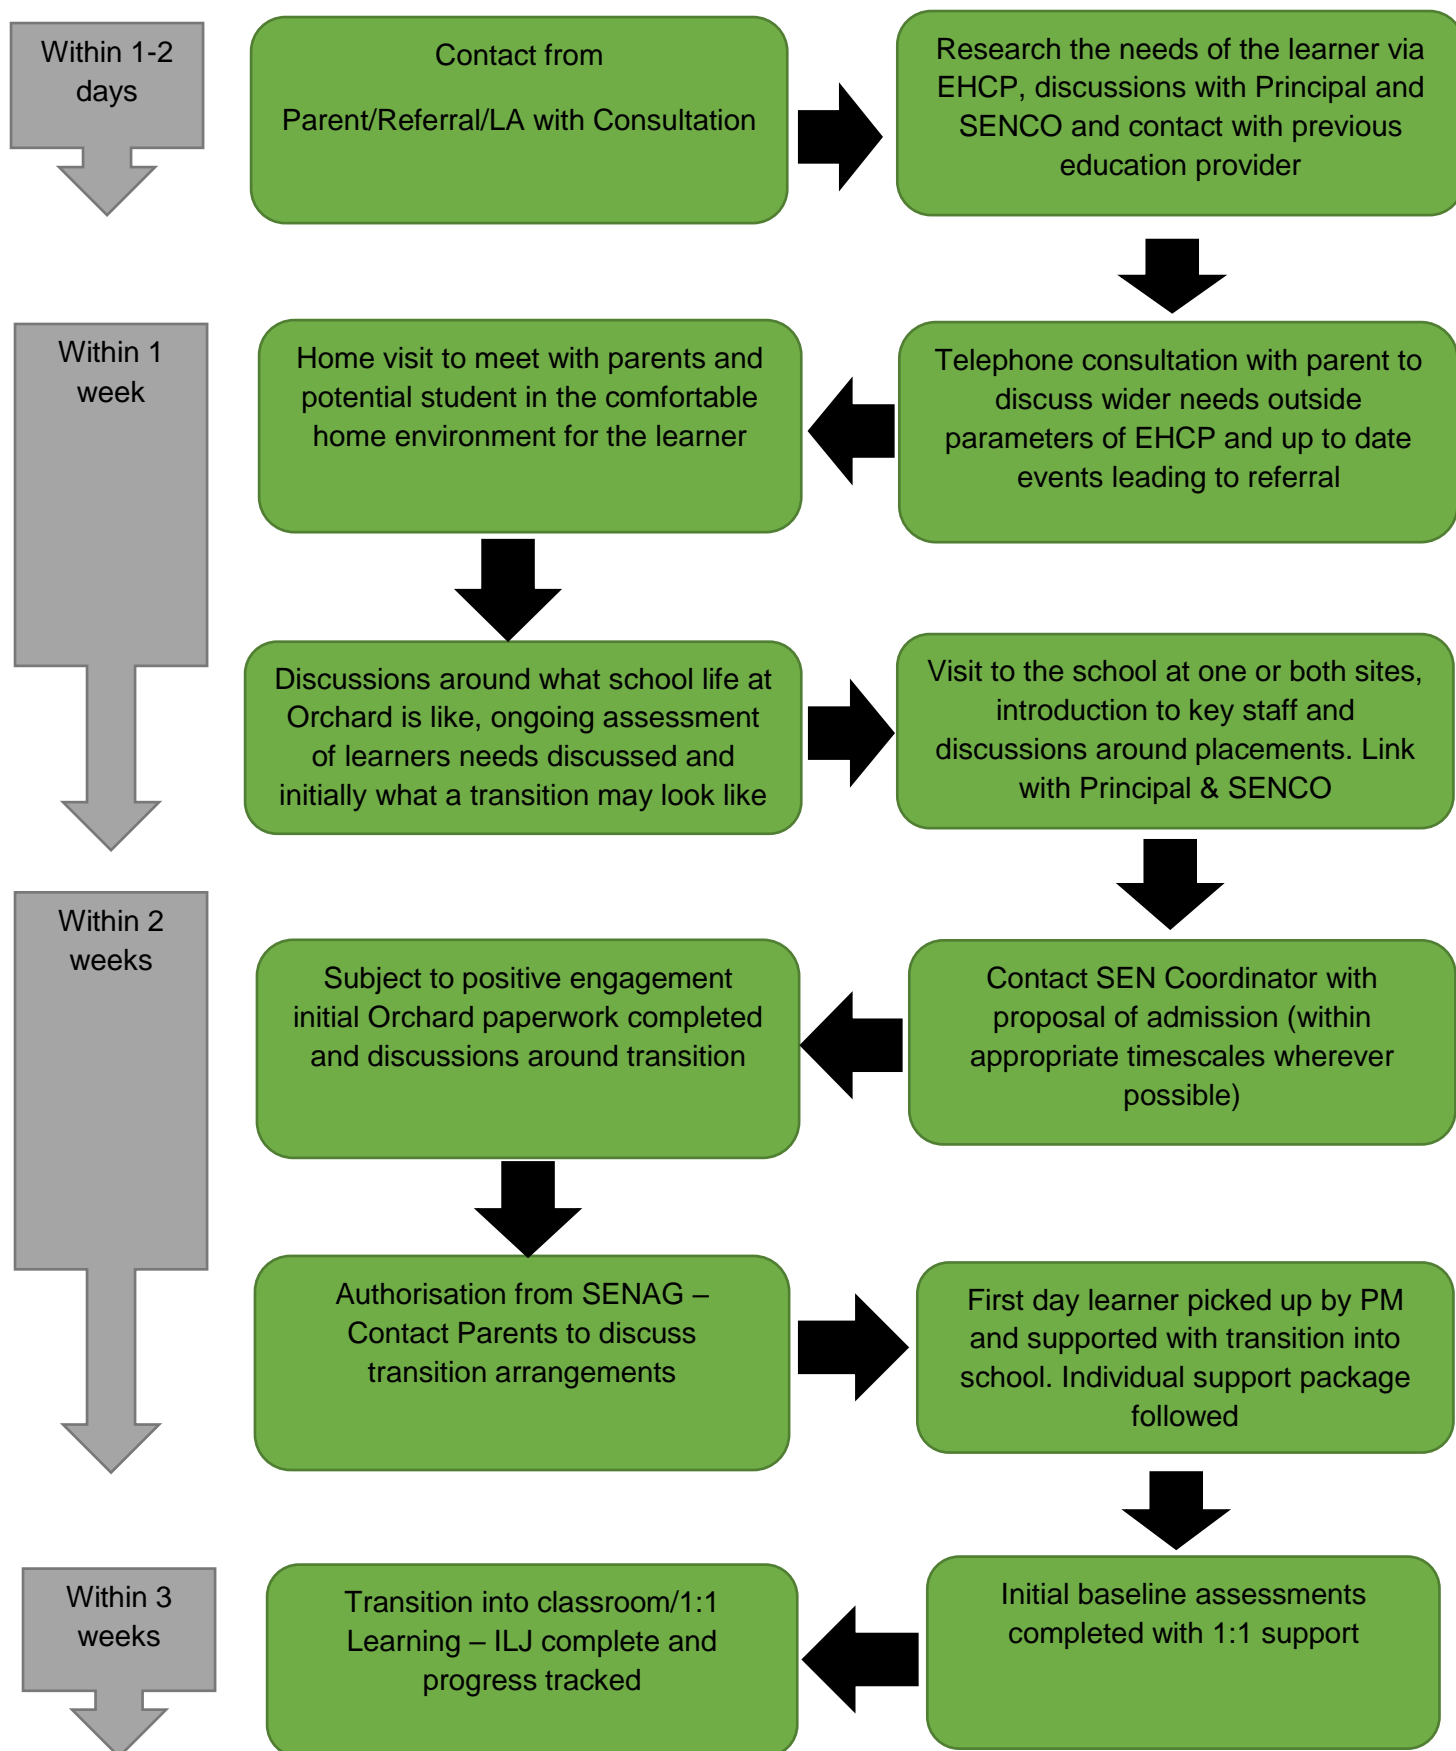 Within 1-2
days
Contact from
Parent/Referral/LA with Consultation
Research the needs of the learner via
EHCP, discussions with Principal and
SENCO and contact with previous
education provider
Within 1
week
Home visit to meet with parents and
potential student in the comfortable
home environment for the learner
Telephone consultation with parent to
discuss wider needs outside
parameters of EHCP and up to date
events leading to referral
Discussions around what school life at
Orchard is like, ongoing assessment
of learners needs discussed and
initially what a transition may look like
Visit to the school at one or both sites,
introduction to key staff and
discussions around placements. Link
with Principal & SENCO
Within 2
weeks
Subject to positive engagement
initial Orchard paperwork completed
and discussions around transition
Contact SEN Coordinator with
proposal of admission (within
appropriate timescales wherever
possible)
Authorisation from SENAG –
Contact Parents to discuss
transition arrangements
First day learner picked up by PM
and supported with transition into
school. Individual support package
followed
Within 3
weeks
Transition into classroom/1:1
Learning – ILJ complete and
progress tracked
Initial baseline assessments
completed with 1:1 support